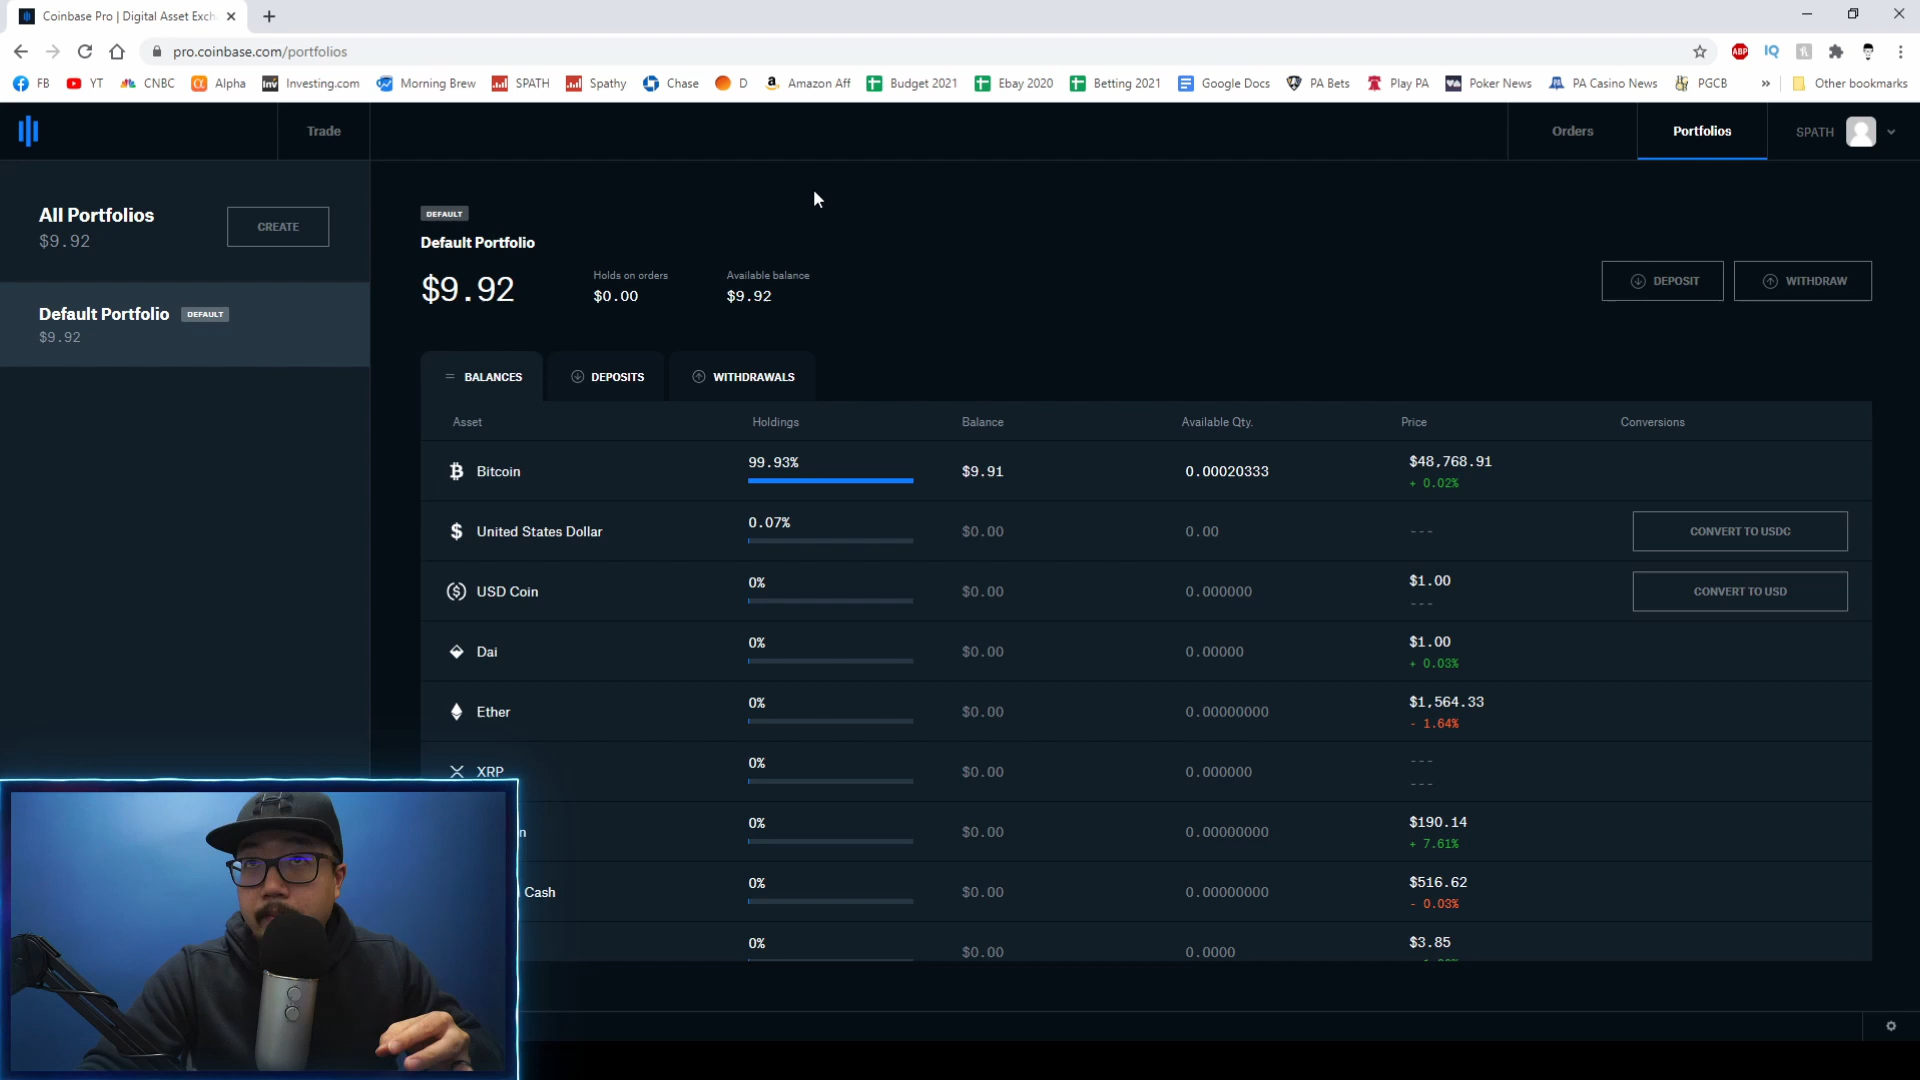 Coinbase Pro | Digital Asset Exch
pro.coinbase.com/portfolios
ABP IQ
FB YT CNBC Alpha Inv Investing.com Morning Brew SPATH Spathy Chase D Amazon Aff Budget 2021 Ebay 2020 Betting 2021 Google Docs PA Bets Play PA Poker News PA Casino News PGCB » Other bookmarks
Trade Orders Portfolios SPATH
All Portfolios
$9.92
CREATE
Default Portfolio DEFAULT
$9.92
DEFAULT
Default Portfolio
$9.92
Holds on orders
$0.00
Available balance
$9.92
DEPOSIT WITHDRAW
BALANCES DEPOSITS WITHDRAWALS
Asset Holdings Balance Available Qty. Price Conversions
Bitcoin 99.93% $9.91 0.00020333 $48,768.91
+ 0.02%
United States Dollar 0.07% $0.00 0.00 --- CONVERT TO USDC
USD Coin 0% $0.00 0.000000 $1.00 CONVERT TO USD
---
Dai 0% $0.00 0.00000 $1.00
+ 0.03%
Ether 0% $0.00 0.00000000 $1,564.33
- 1.64%
XRP 0% $0.00 0.000000 ---
---
n 0% $0.00 0.00000000 $190.14
+ 7.61%
Cash 0% $0.00 0.00000000 $516.62
- 0.03%
0% $0.00 0.0000 $3.85